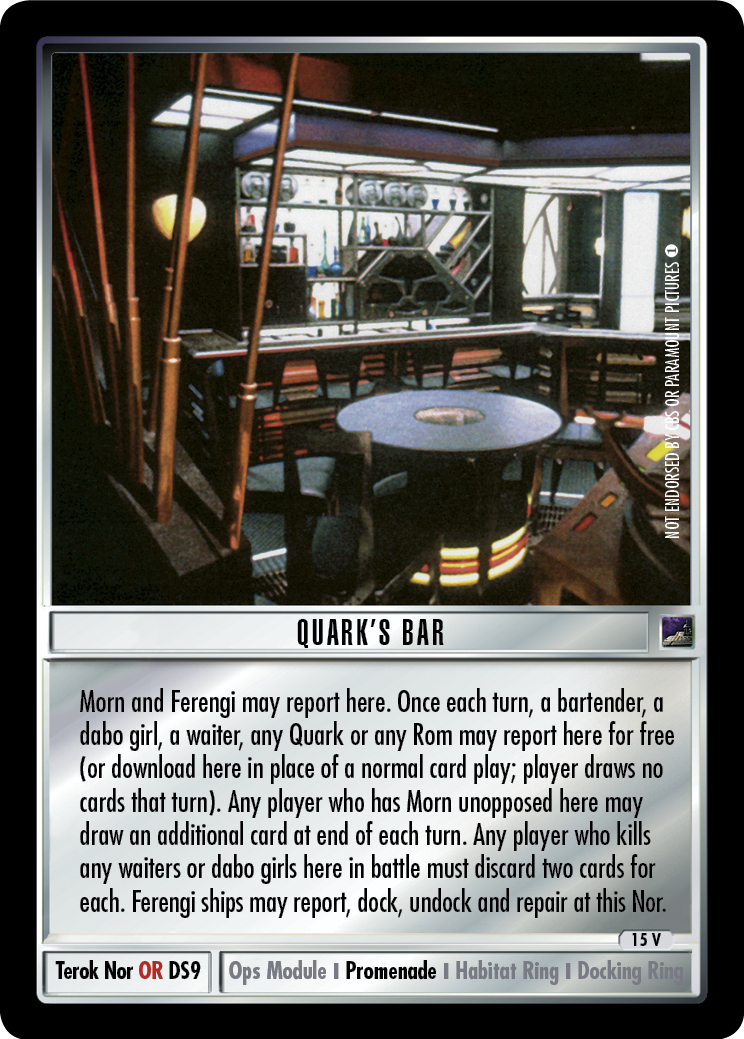 NOT ENDORSED BY CBS OR PARAMOUNT PICTURES 1
QUARK'S BAR
Morn and Ferengi may report here. Once each turn, a bartender, a
dabo girl, a waiter, any Quark or any Rom may report here for free
(or download here in place of a normal card play; player draws no
cards that turn). Any player who has Morn unopposed here may
draw an additional card at end of each turn. Any player who kills
any waiters or dabo girls here in battle must discard two cards for
each. Ferengi ships may report, dock, undock and repair at this Nor.
15 V
Terok Nor OR DS9
Ops Module I Promenade I Habitat Ring I Docking Ring